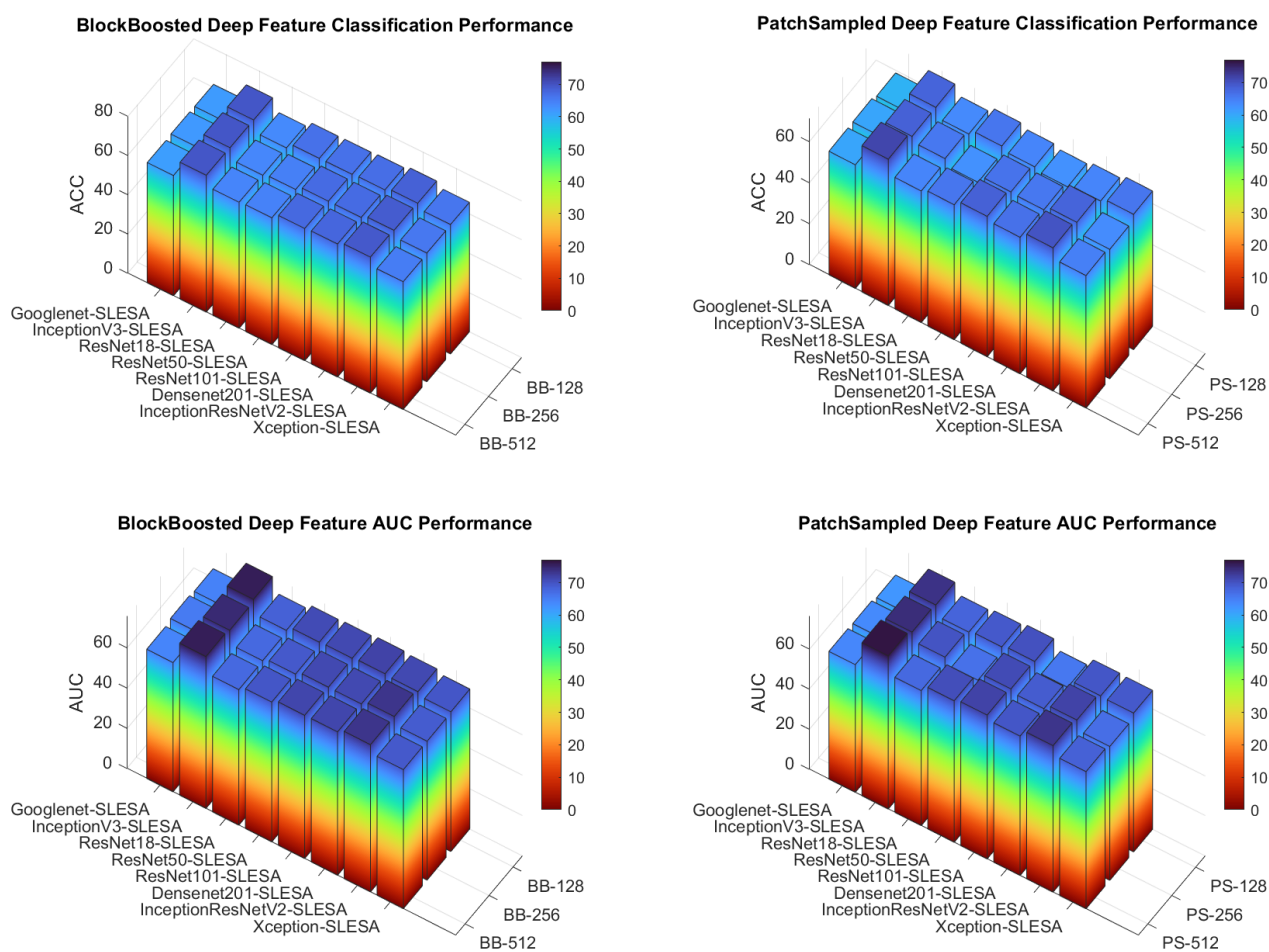 BlockBoosted Deep Feature Classification Performance
80
60
40
20
0
ACC
Googlenet-SLESA
InceptionV3-SLESA
ResNet18-SLESA
ResNet50-SLESA
ResNet101-SLESA
Densenet201-SLESA
InceptionResNetV2-SLESA
Xception-SLESA
BB-128
BB-256
BB-512
70
60
50
40
30
20
10
0
PatchSampled Deep Feature Classification Performance
60
40
20
0
ACC
Googlenet-SLESA
InceptionV3-SLESA
ResNet18-SLESA
ResNet50-SLESA
ResNet101-SLESA
Densenet201-SLESA
InceptionResNetV2-SLESA
Xception-SLESA
PS-128
PS-256
PS-512
70
60
50
40
30
20
10
0
BlockBoosted Deep Feature AUC Performance
60
40
20
0
AUC
Googlenet-SLESA
InceptionV3-SLESA
ResNet18-SLESA
ResNet50-SLESA
ResNet101-SLESA
Densenet201-SLESA
InceptionResNetV2-SLESA
Xception-SLESA
BB-128
BB-256
BB-512
70
60
50
40
30
20
10
0
PatchSampled Deep Feature AUC Performance
60
40
20
0
AUC
Googlenet-SLESA
InceptionV3-SLESA
ResNet18-SLESA
ResNet50-SLESA
ResNet101-SLESA
Densenet201-SLESA
InceptionResNetV2-SLESA
Xception-SLESA
PS-128
PS-256
PS-512
70
60
50
40
30
20
10
0